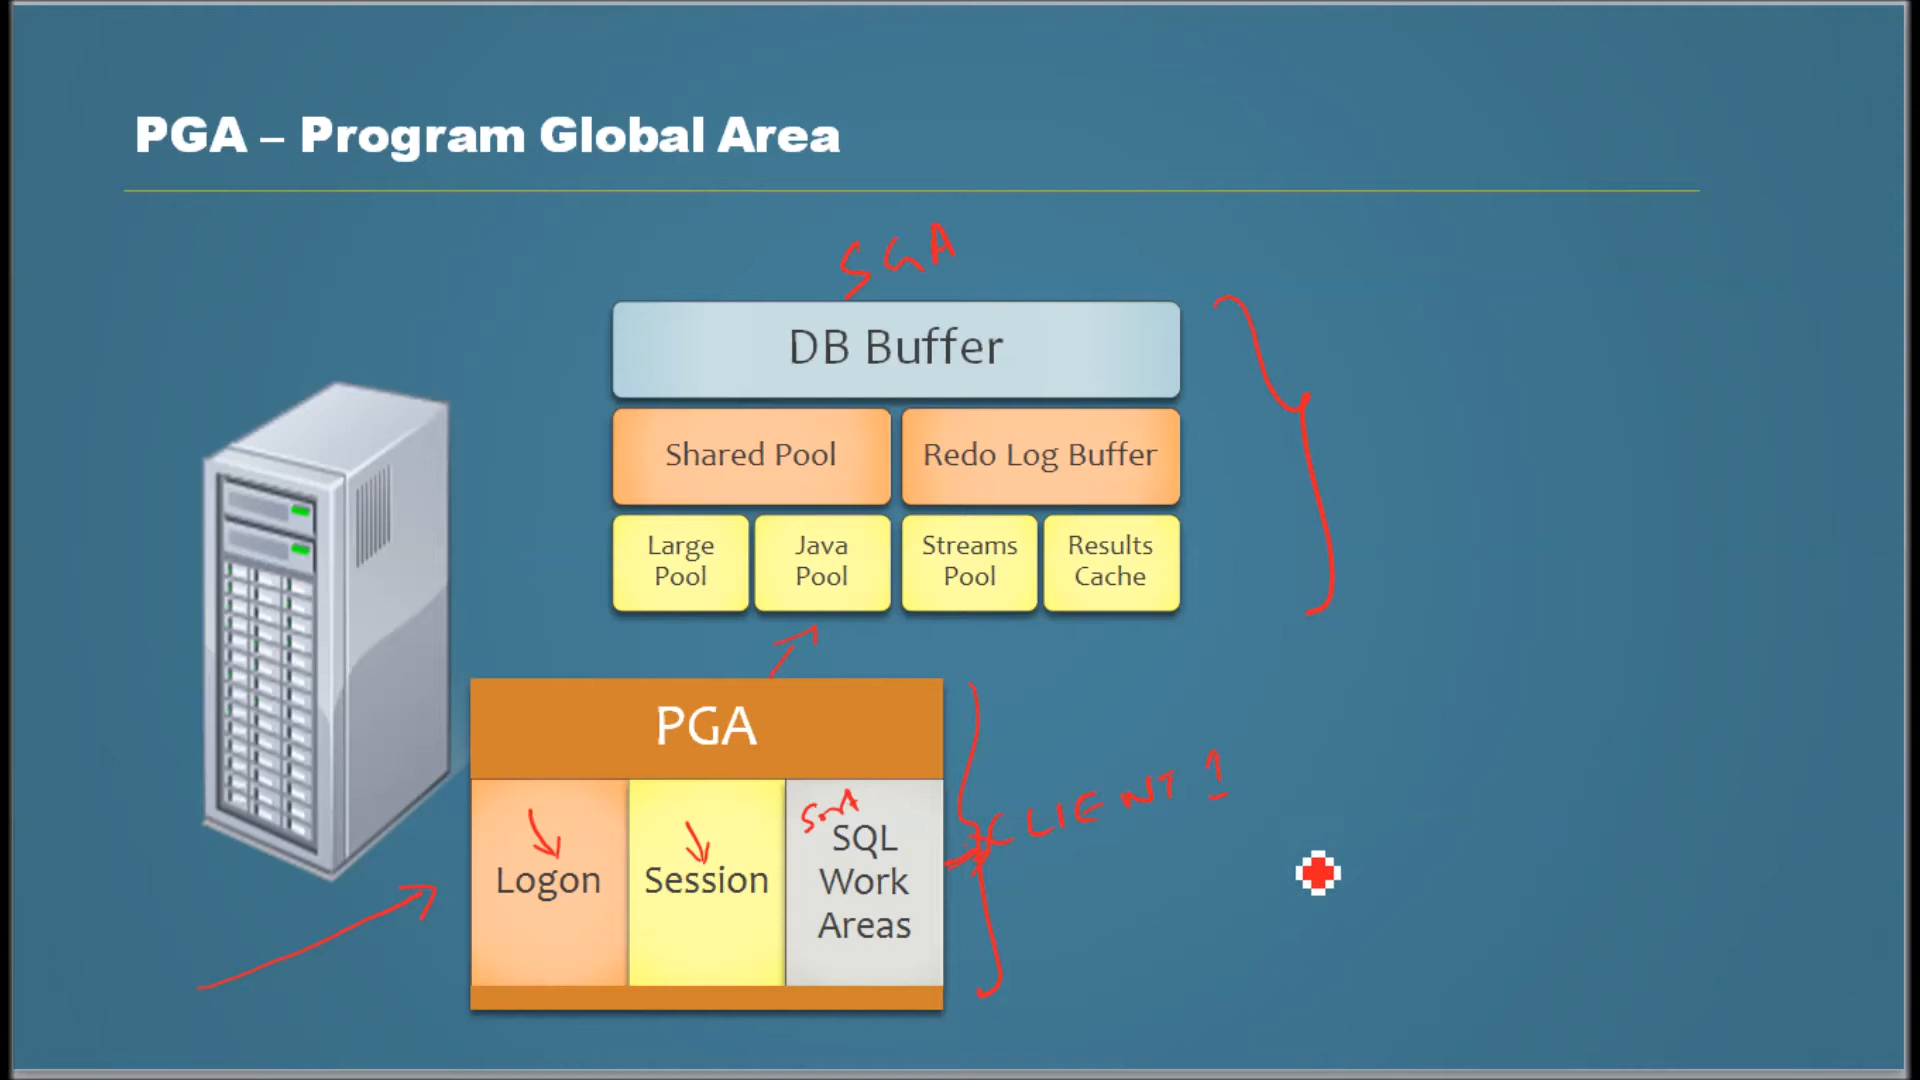 PGA – Program Global Area
SGA
DB Buffer
Shared Pool
Redo Log Buffer
Large
Pool
Java
Pool
Streams
Pool
Results
Cache
PGA
CLIENT 1
Logon
Session
Sort
SQL
Work
Areas